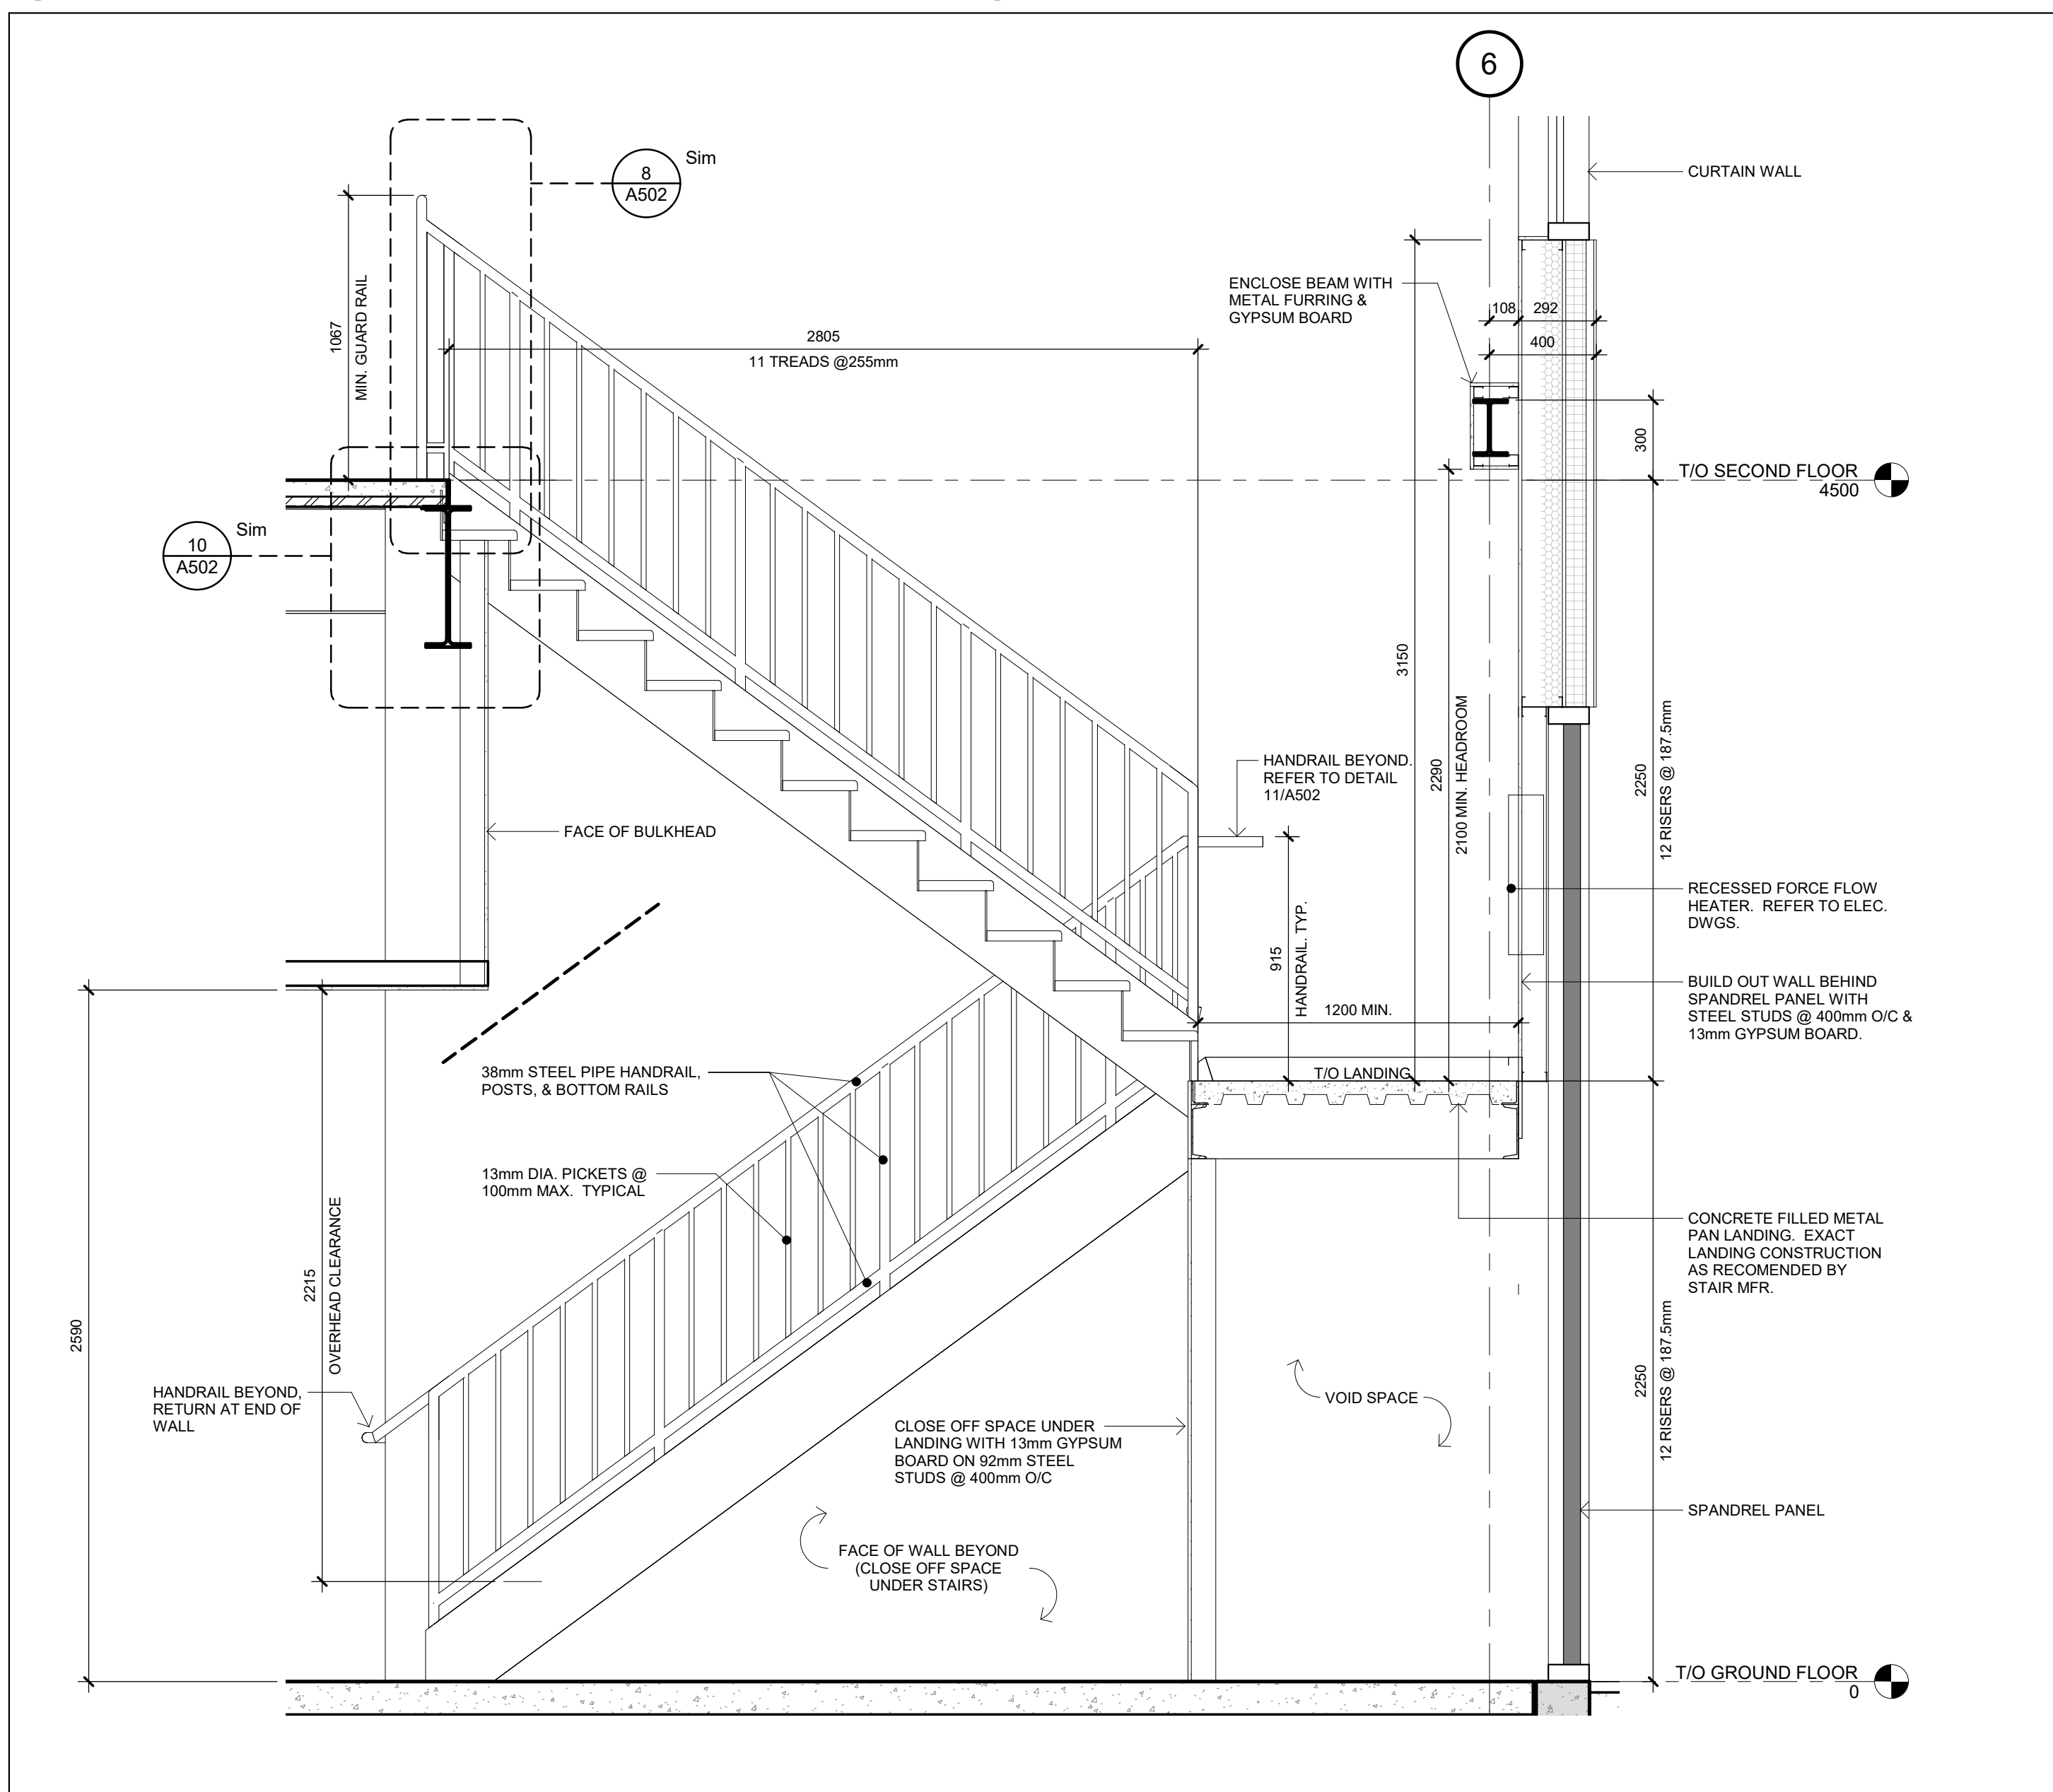 6
8
A502
Sim
CURTAIN WALL
1067
MIN. GUARD RAIL
ENCLOSE BEAM WITH
METAL FURRING &
GYPSUM BOARD
108
292
400
2805
11 TREADS @255mm
300
T/O SECOND FLOOR
4500
10
A502
Sim
3150
2290
2100 MIN. HEADROOM
2250
12 RISERS @ 187.5mm
HANDRAIL BEYOND.
REFER TO DETAIL
11/A502
FACE OF BULKHEAD
915
HANDRAIL. TYP.
RECESSED FORCE FLOW
HEATER.  REFER TO ELEC.
DWGS.
BUILD OUT WALL BEHIND
SPANDREL PANEL WITH
STEEL STUDS @ 400mm O/C &
13mm GYPSUM BOARD.
1200 MIN.
T/O LANDING
38mm STEEL PIPE HANDRAIL,
POSTS, & BOTTOM RAILS
13mm DIA. PICKETS @
100mm MAX.  TYPICAL
2590
2215
OVERHEAD CLEARANCE
CONCRETE FILLED METAL
PAN LANDING.  EXACT
LANDING CONSTRUCTION
AS RECOMENDED BY
STAIR MFR.
HANDRAIL BEYOND,
RETURN AT END OF
WALL
VOID SPACE
2250
12 RISERS @ 187.5mm
CLOSE OFF SPACE UNDER
LANDING WITH 13mm GYPSUM
BOARD ON 92mm STEEL
STUDS @ 400mm O/C
SPANDREL PANEL
FACE OF WALL BEYOND
(CLOSE OFF SPACE
UNDER STAIRS)
T/O GROUND FLOOR
0